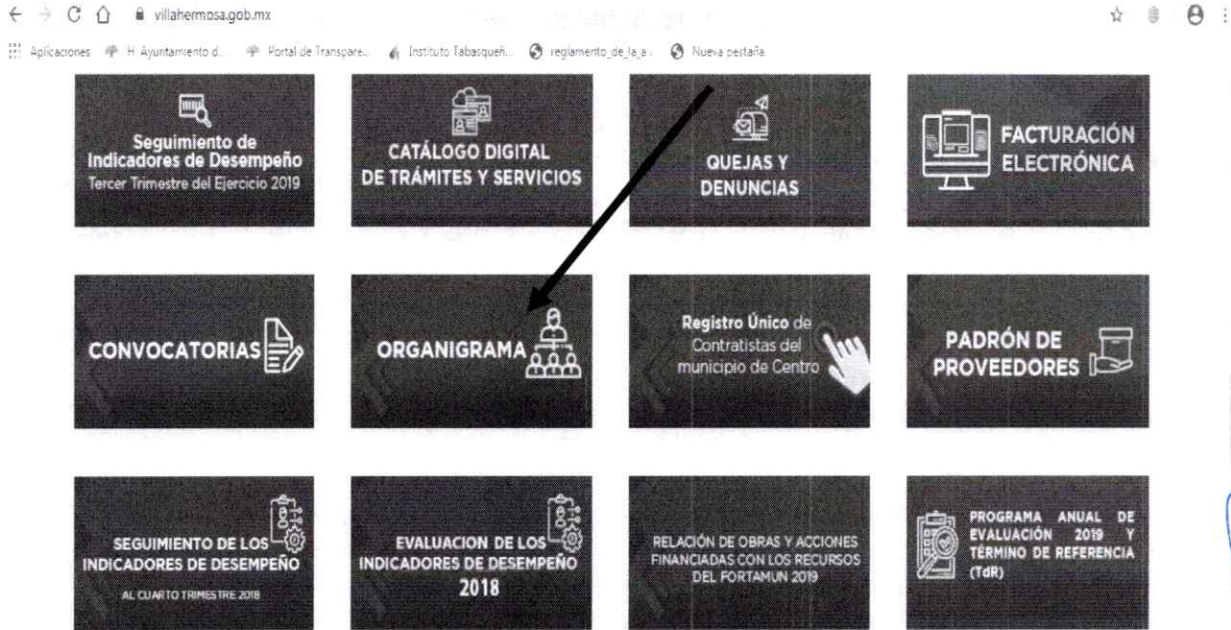 villahermosa.gob.mx
Aplicaciones H Ayuntamiento d... Portal de Transpare... Instituto Tabasqueñ... reglamento_de_la_a... Nueva pestaña
Seguimiento de
Indicadores de Desempeño
Tercer Trimestre del Ejercicio 2019
CATÁLOGO DIGITAL
DE TRÁMITES Y SERVICIOS
QUEJAS Y
DENUNCIAS
FACTURACIÓN
ELECTRÓNICA
CONVOCATORIAS
ORGANIGRAMA
Registro Único de
Contratistas del
municipio de Centro
PADRÓN DE
PROVEEDORES
SEGUIMIENTO DE LOS
INDICADORES DE DESEMPEÑO
AL CUARTO TRIMESTRE 2018
EVALUACION DE LOS
INDICADORES DE DESEMPEÑO
2018
RELACIÓN DE OBRAS Y ACCIONES
FINANCIADAS CON LOS RECURSOS
DEL FORTAMUN 2019
PROGRAMA ANUAL DE
EVALUACIÓN 2019 Y
TÉRMINO DE REFERENCIA
(TdR)